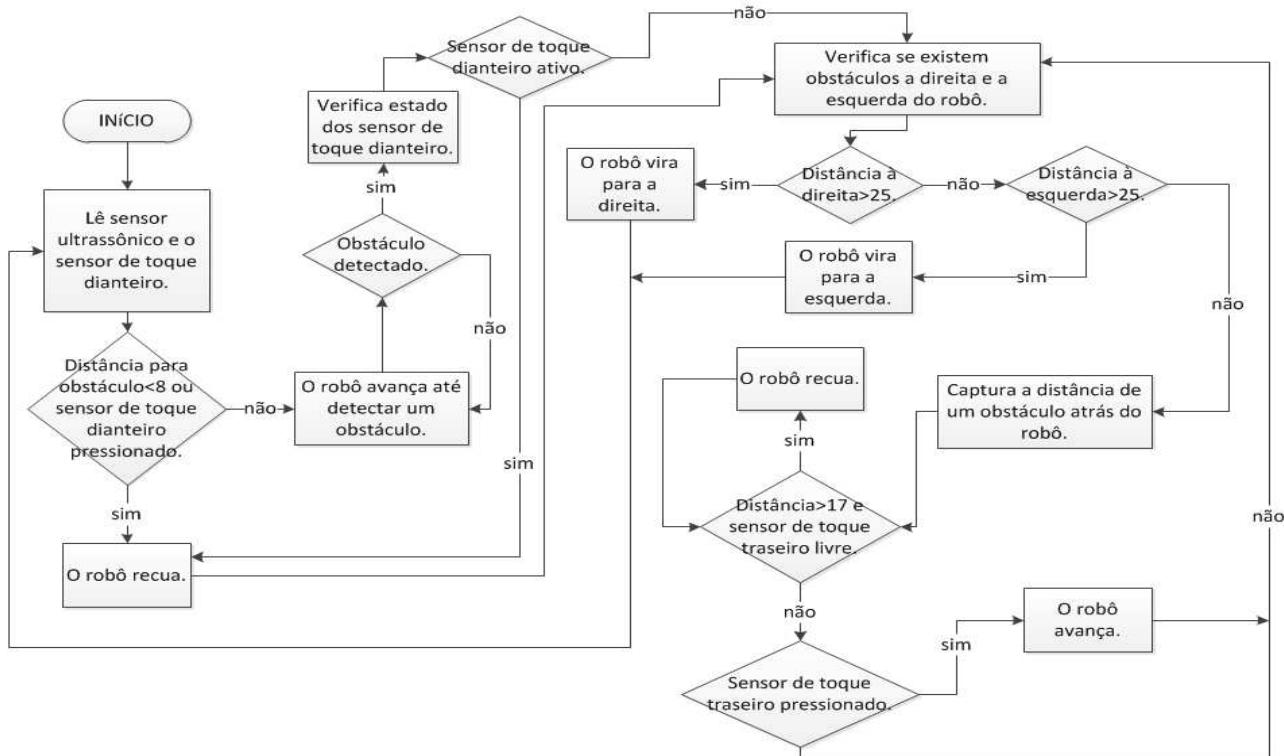 INÍCIO
Lê sensor
ultrassônico e o
sensor de toque
dianteiro.
Distância para
obstáculo<8 ou
sensor de toque
dianteiro
pressionado.
não
sim
O robô recua.
O robô avança até
detectar um
obstáculo.
Obstáculo
detectado.
não
sim
Verifica estado
dos sensor de
toque dianteiro.
Sensor de toque
dianteiro ativo.
não
sim
Verifica se existem
obstáculos a direita e a
esquerda do robô.
Distância à
direita>25.
sim
não
O robô vira
para a
direita.
Distância à
esquerda>25.
sim
não
O robô vira
para a
esquerda.
Captura a distância de
um obstáculo atrás do
robô.
Distância>17 e
sensor de toque
traseiro livre.
sim
O robô recua.
não
Sensor de toque
traseiro pressionado.
sim
O robô
avança.
não